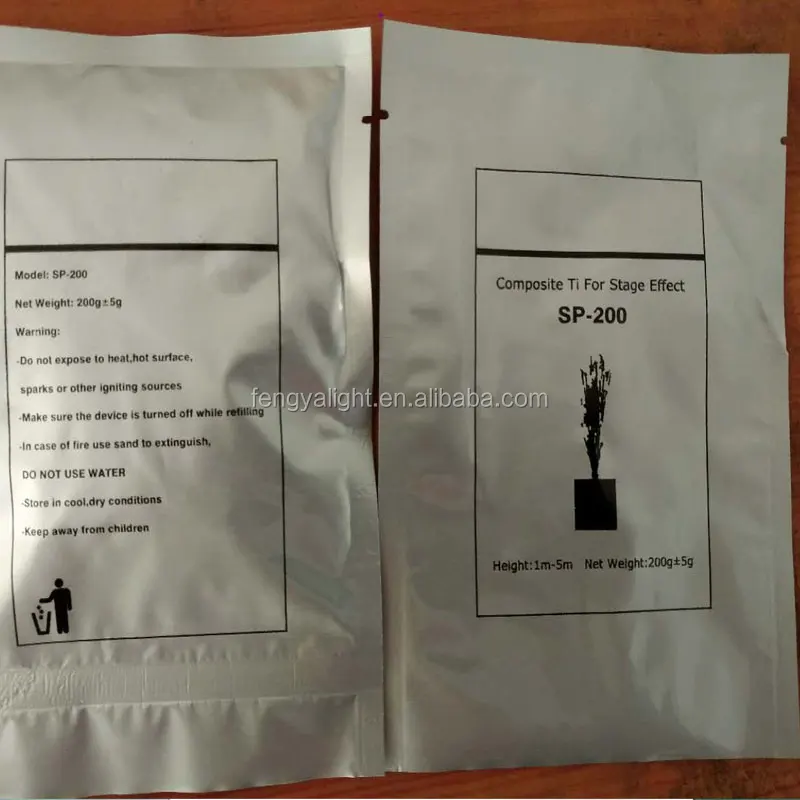 Model: SP-200
Net Weight: 200g±5g
Warning:
-Do not expose to heat,hot surface,
sparks or other igniting sources
-Make sure the device is turned off while refilling
-In case of fire use sand to extinguish,
DO NOT USE WATER
-Store in cool,dry conditions
-Keep away from children
Composite Ti For Stage Effect
SP-200
Height:1m-5m Net Weight:200g±5g
fengyalight.en.alibaba.com